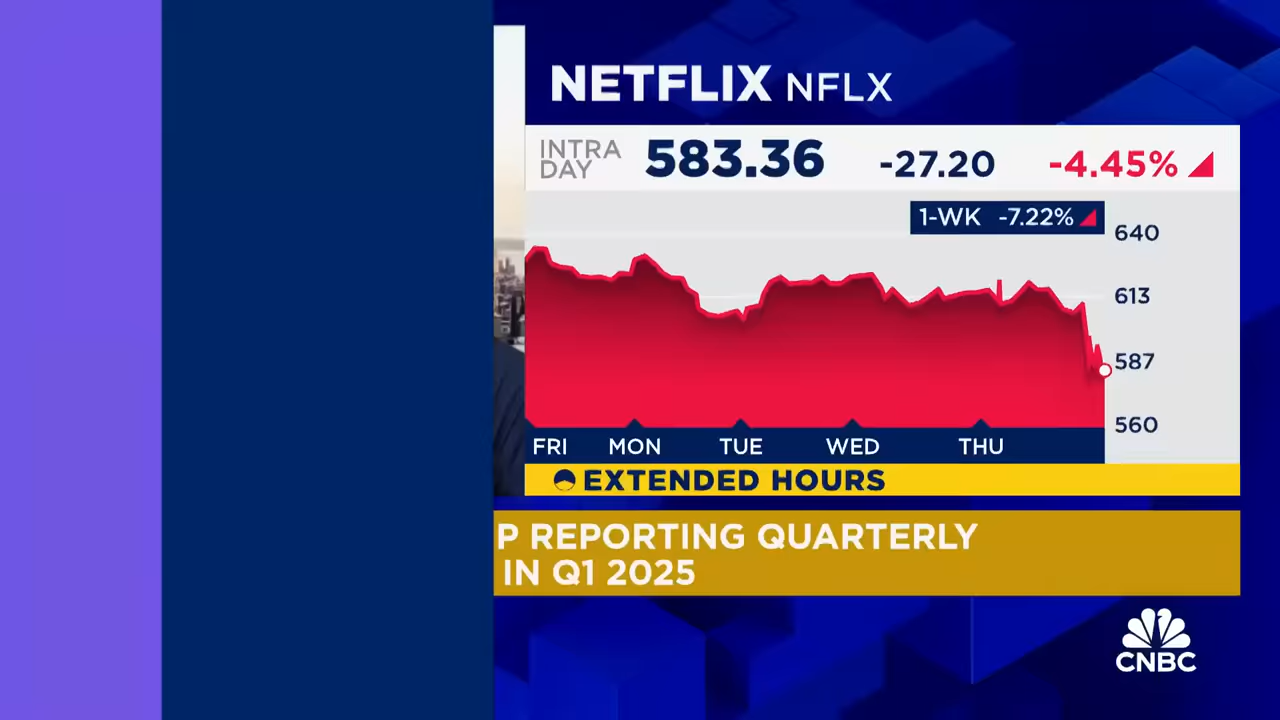 NETFLIX NFLX
INTRA
DAY
583.36 -27.20 -4.45%
1-WK -7.22%
640
613
587
560
FRI MON TUE WED THU
EXTENDED HOURS
P REPORTING QUARTERLY
IN Q1 2025
CNBC